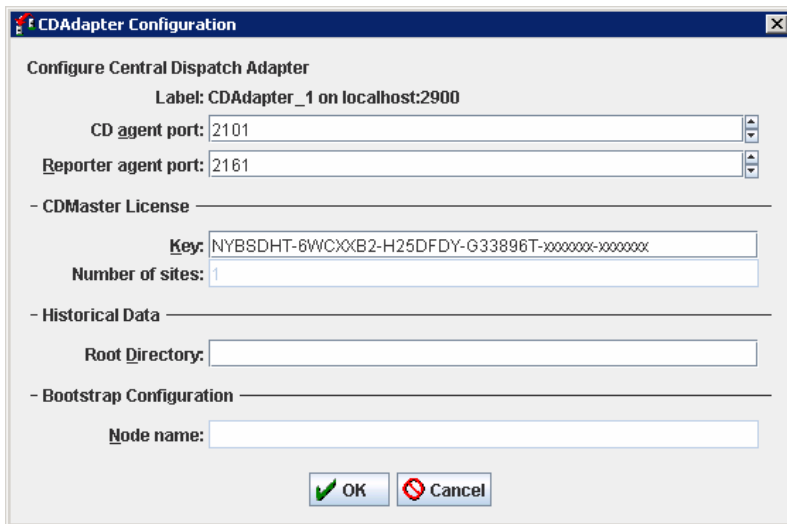 CDAdapter Configuration
Configure Central Dispatch Adapter
Label: CDAdapter_1 on localhost:2900
CD agent port: 2101
Reporter agent port: 2161
CDMaster License
Key: NYBSDHT-6WCXXB2-H25DFDY-G33896T-xxxxxxx-xxxxxxx
Number of sites: 1
Historical Data
Root Directory:
Bootstrap Configuration
Node name:
OK Cancel